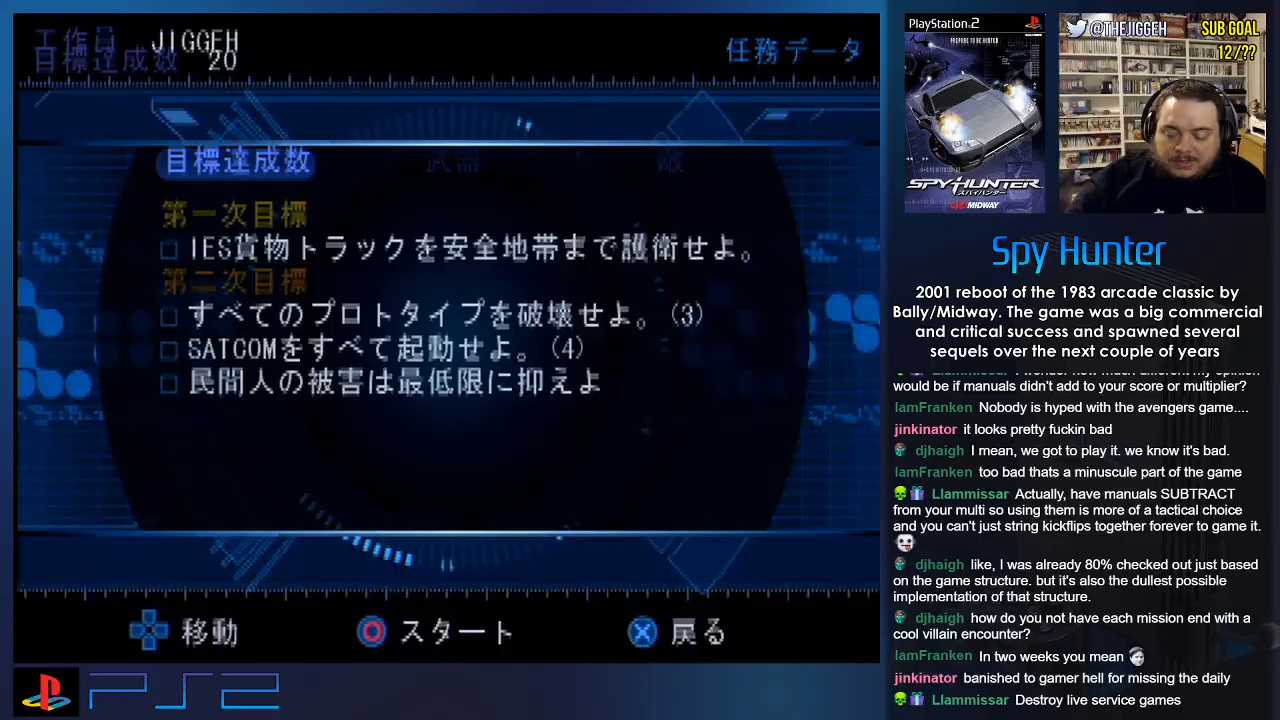 工作員 JIGGEH
目標達成数 20
任務データ
目標達成数 武器 敵
第一次目標
IES貨物トラックを安全地帯まで護衛せよ。
第二次目標
すべてのプロトタイプを破壊せよ。(3)
SATCOMをすべて起動せよ。(4)
民間人の被害は最低限に抑えよ
移動 スタート 戻る
PS2
PlayStation.2
PREPARE TO BE HUNTED
SPY HUNTER
スパイハンター
MIDWAY
@THEJIGGEH
SUB GOAL
12/??
Spy Hunter
2001 reboot of the 1983 arcade classic by
Bally/Midway. The game was a big commercial
and critical success and spawned several
sequels over the next couple of years
would be if manuals didn't add to your score or multiplier?
IamFranken Nobody is hyped with the avengers game....
jinkinator it looks pretty fuckin bad
djhaigh I mean, we got to play it. we know it's bad.
IamFranken too bad thats a minuscule part of the game
Llammissar Actually, have manuals SUBTRACT
from your multi so using them is more of a tactical choice
and you can't just string kickflips together forever to game it.
djhaigh like, I was already 80% checked out just based
on the game structure. but it's also the dullest possible
implementation of that structure.
djhaigh how do you not have each mission end with a
cool villain encounter?
IamFranken In two weeks you mean
jinkinator banished to gamer hell for missing the daily
Llammissar Destroy live service games